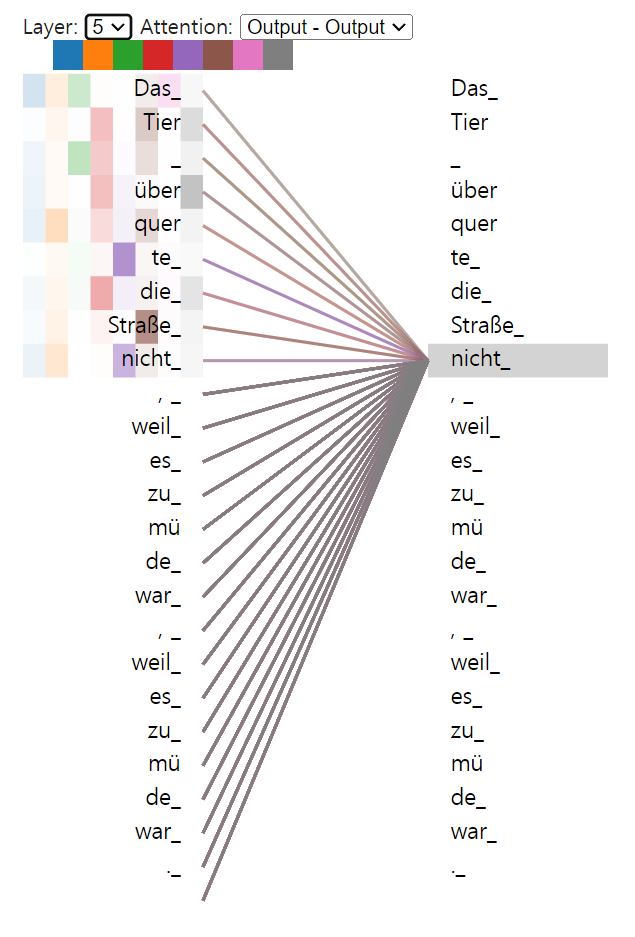 Layer: 5 Attention: Output - Output
Das_ Das_
Tier Tier
_ _
über über
quer quer
te_ te_
die_ die_
Straße_ Straße_
nicht_ nicht_
, _ , _
weil_ weil_
es_ es_
zu_ zu_
mü mü
de_ de_
war_ war_
, _ , _
weil_ weil_
es_ es_
zu_ zu_
mü mü
de_ de_
war_ war_
._ ._